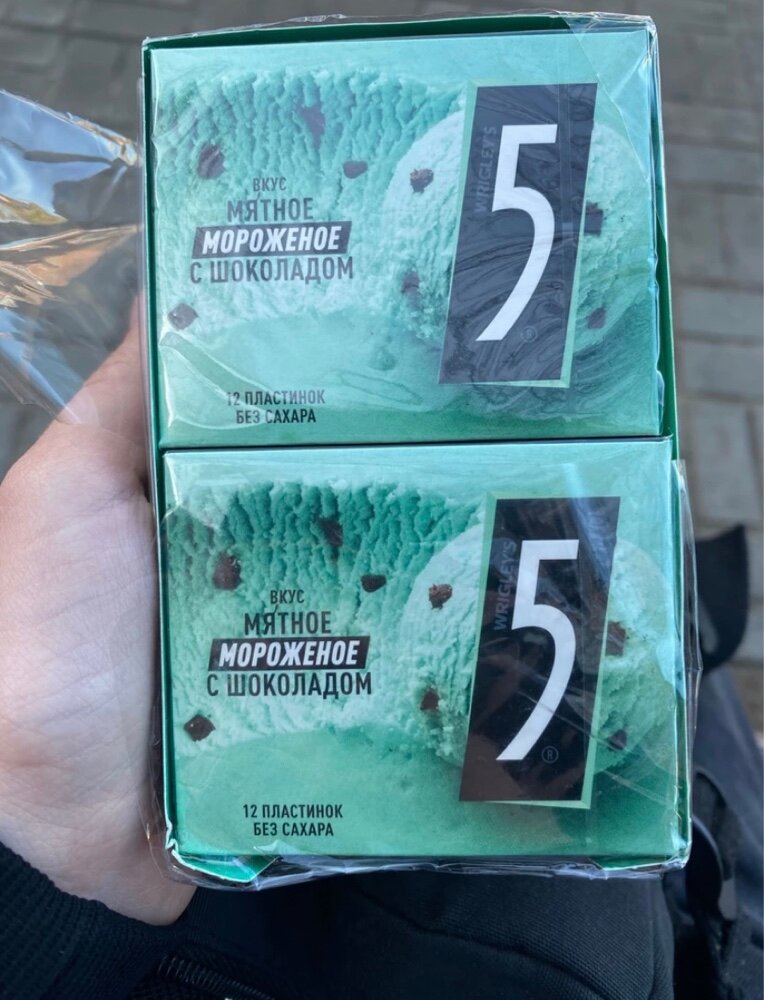 ВКУС
МЯТНОЕ
МОРОЖЕНОЕ
С ШОКОЛАДОМ
12 ПЛАСТИНОК
БЕЗ САХАРА
WRIGLEY'S
5
®
ВКУС
МЯТНОЕ
МОРОЖЕНОЕ
С ШОКОЛАДОМ
12 ПЛАСТИНОК
БЕЗ САХАРА
WRIGLEY'S
5
®